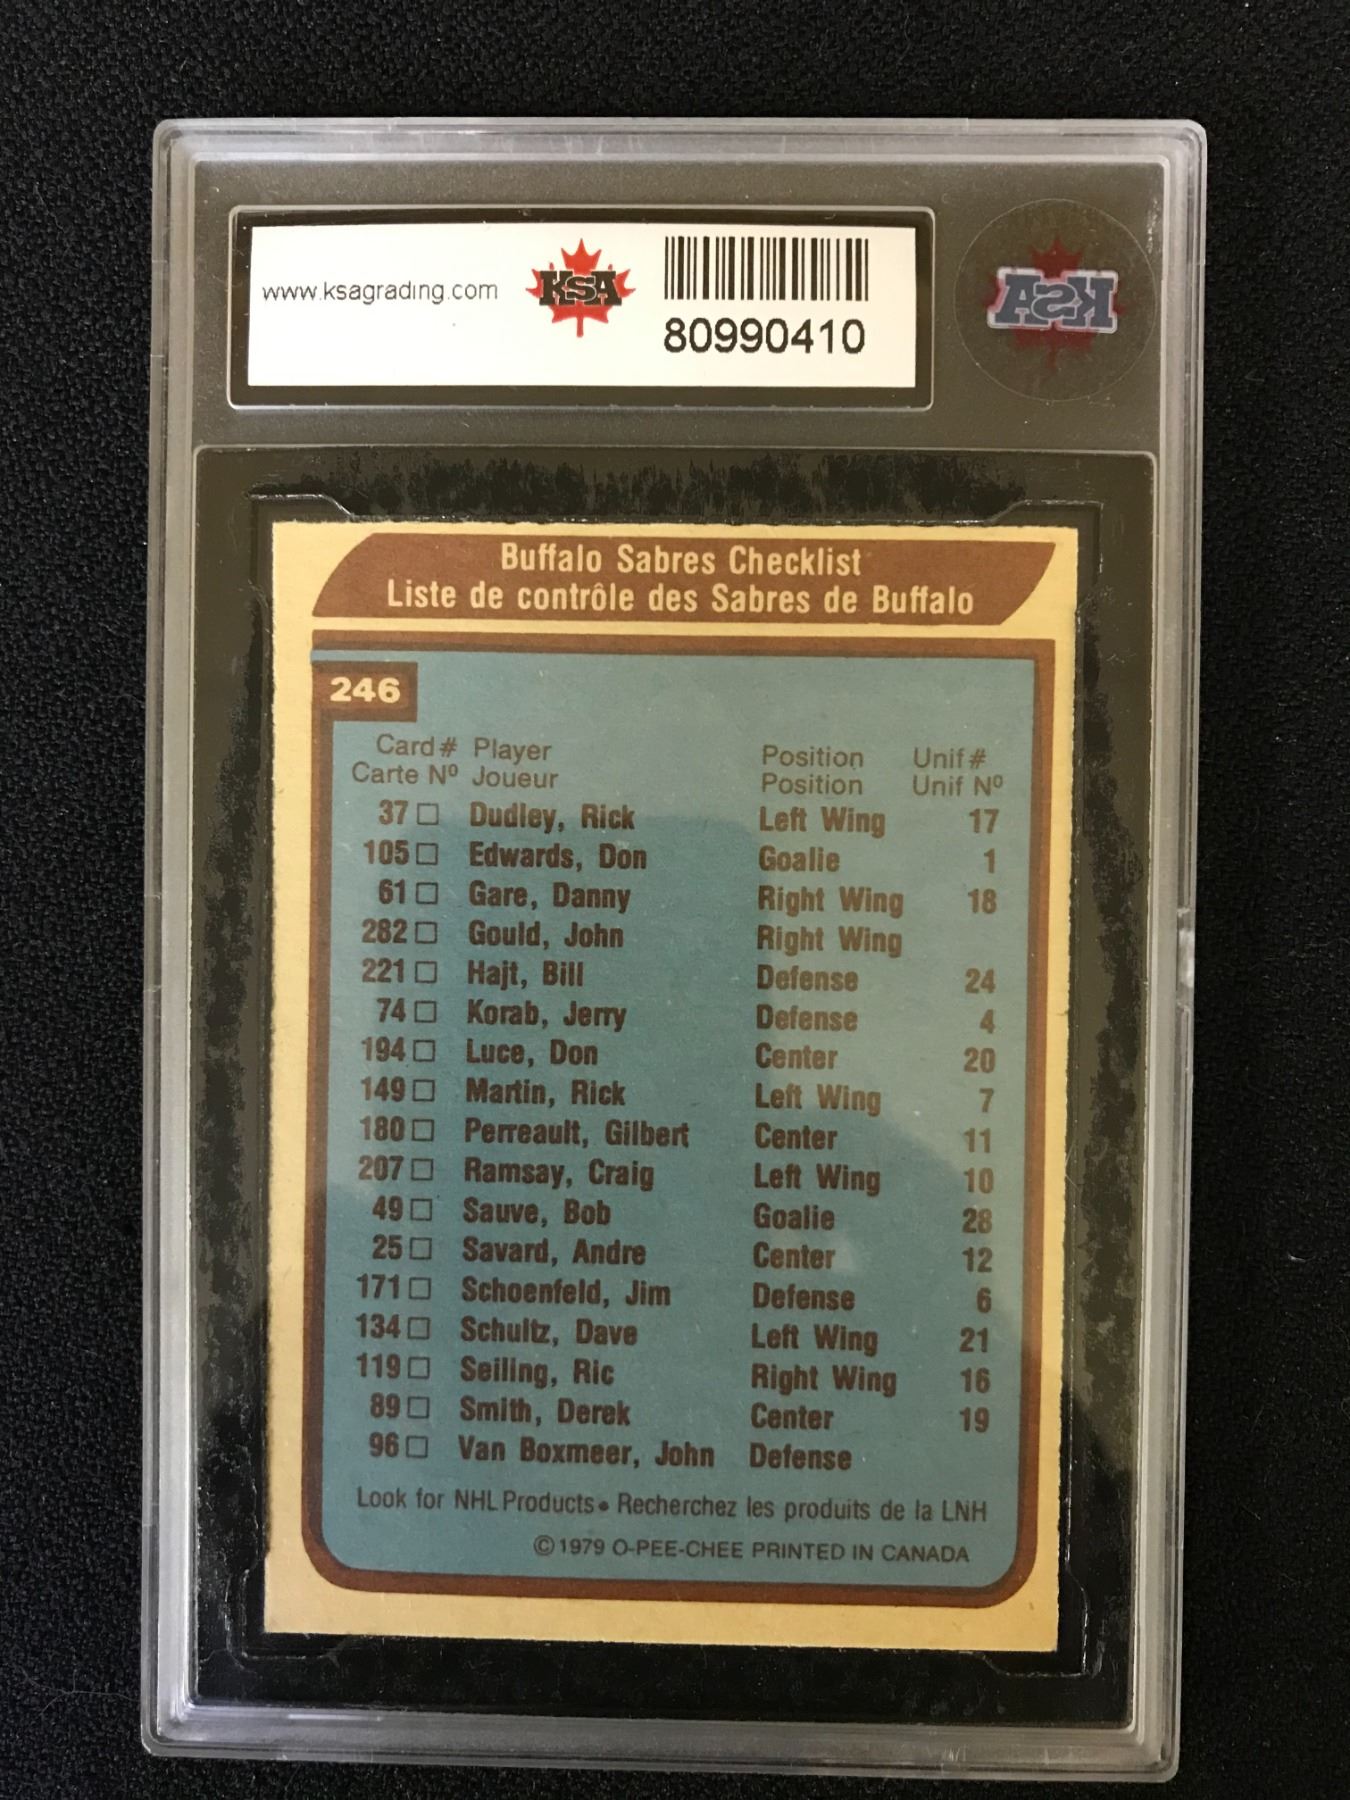 www.ksagrading.com
KSA
80990410
KSA
Buffalo Sabres Checklist
Liste de contrôle des Sabres de Buffalo
246
Card # Player Position Unif #
Carte Nº Joueur Position Unif Nº
37 □ Dudley, Rick Left Wing 17
105 □ Edwards, Don Goalie 1
61 □ Gare, Danny Right Wing 18
282 □ Gould, John Right Wing
221 □ Hajt, Bill Defense 24
74 □ Korab, Jerry Defense 4
194 □ Luce, Don Center 20
149 □ Martin, Rick Left Wing 7
180 □ Perreault, Gilbert Center 11
207 □ Ramsay, Craig Left Wing 10
49 □ Sauve, Bob Goalie 28
25 □ Savard, Andre Center 12
171 □ Schoenfeld, Jim Defense 6
134 □ Schultz, Dave Left Wing 21
119 □ Seiling, Ric Right Wing 16
89 □ Smith, Derek Center 19
96 □ Van Boxmeer, John Defense
Look for NHL Products • Recherchez les produits de la LNH
© 1979 O-PEE-CHEE PRINTED IN CANADA